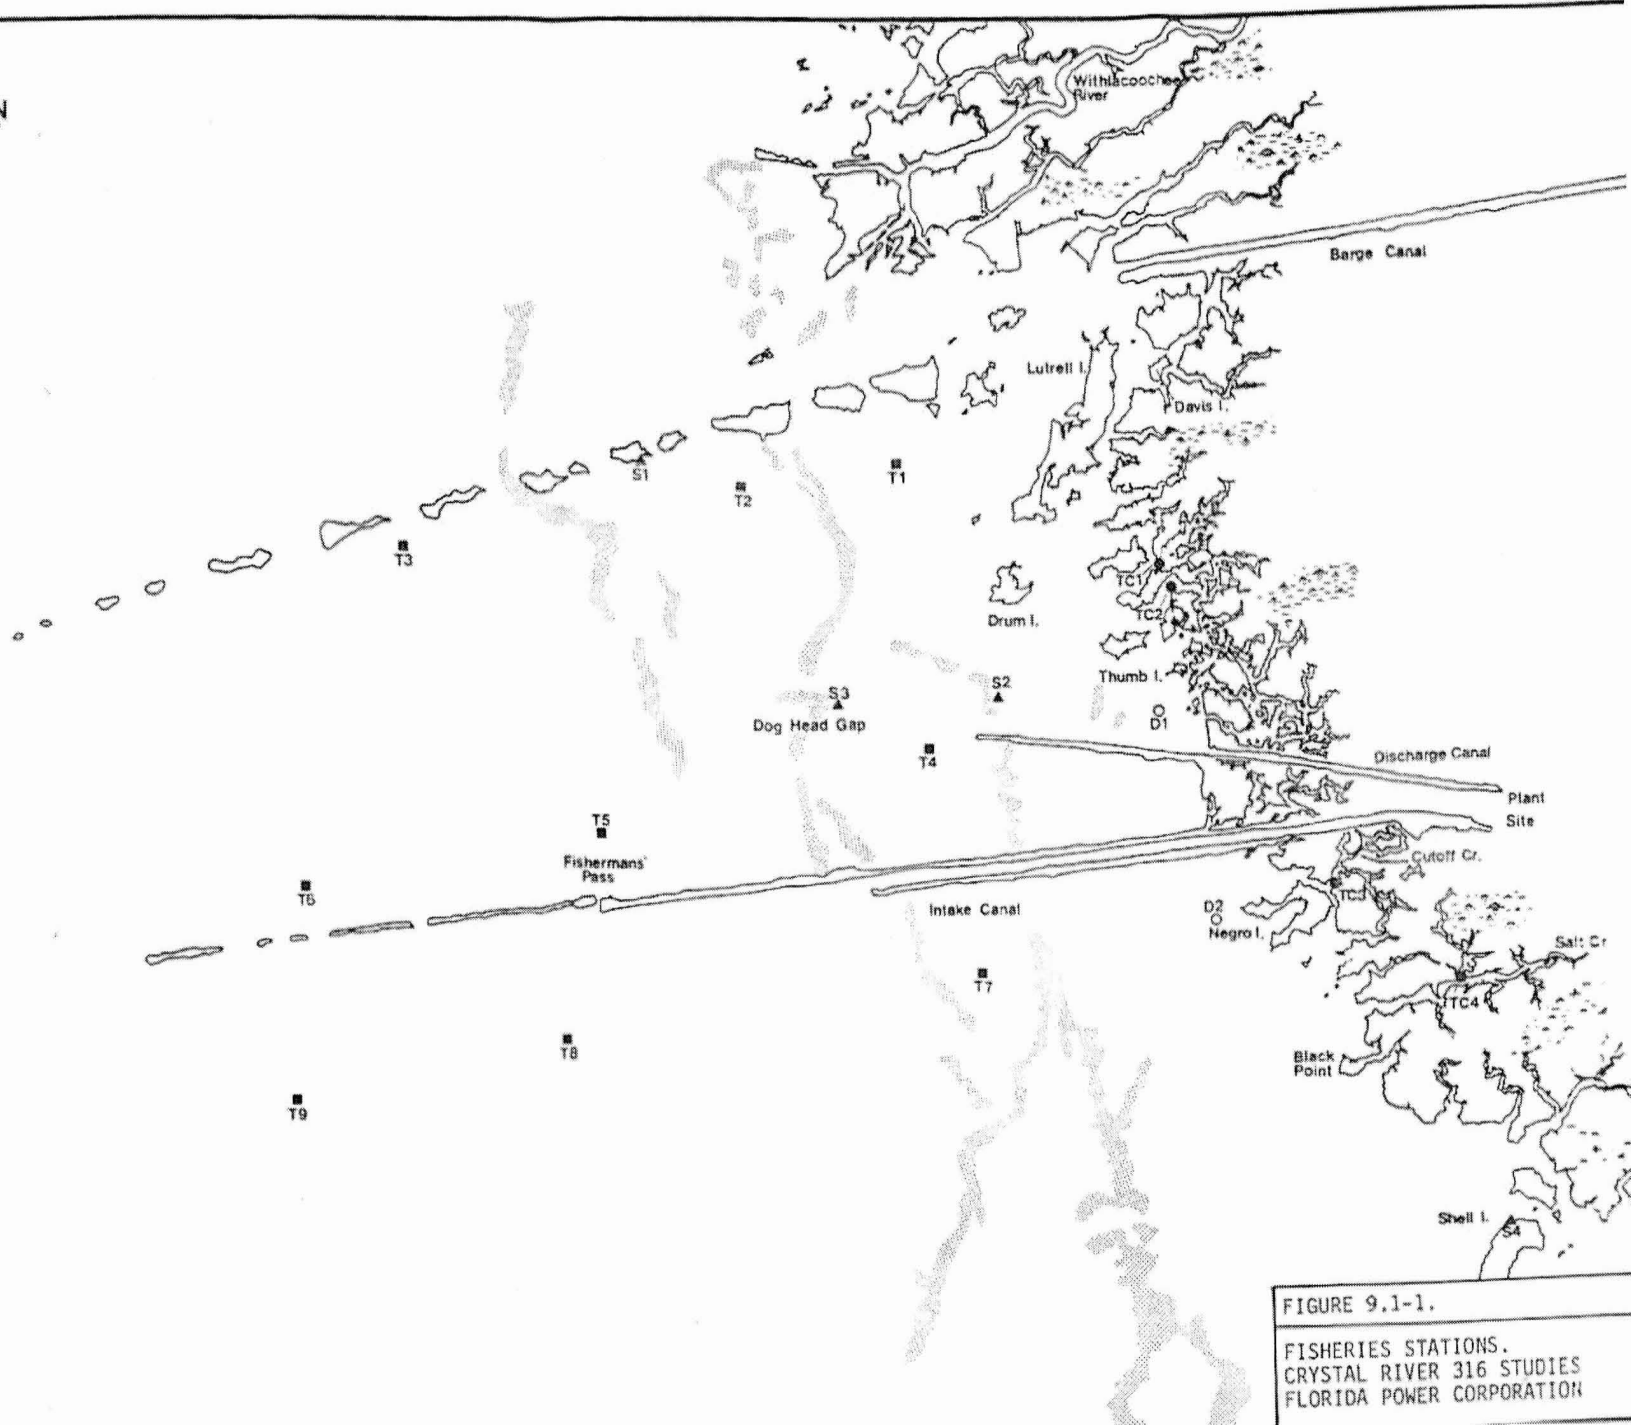 N
Withlacoochee
River
Barge Canal
Lutrell I.
Davis I.
S1
T1
T2
T3
TC1
TC2
Drum I.
Thumb I.
S2
S3
Dog Head Gap
D1
T4
Discharge Canal
Plant
Site
T5
Fishermans'
Pass
Cutoff Cr.
T6
TC3
Intake Canal
D2
Negro I.
Salt Cr
T7
TC4
T8
Black
Point
T9
Shell I.
S4
FIGURE 9.1-1.
FISHERIES STATIONS.
CRYSTAL RIVER 316 STUDIES
FLORIDA POWER CORPORATION